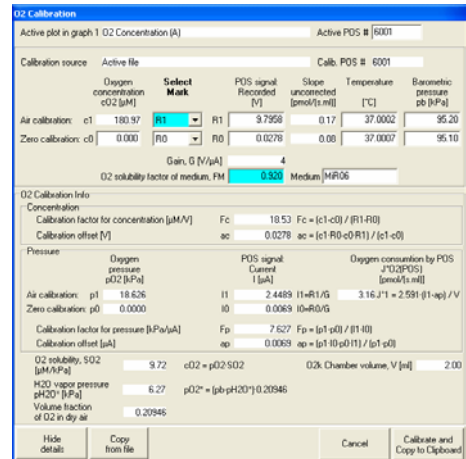 O2 Calibration
Active plot in graph 1 O2 Concentration (A) Active POS # 6001
Calibration source Active file Calib. POS # 6001
Oxygen concentration cO2 [µM] Select Mark POS signal Recorded [V] Slope uncorrected [pmol/[s.ml]] Temperature [°C] Barometric pressure pb [kPa]
Air calibration: c1 180.97 R1 R1 9.7958 0.17 37.0002 95.20
Zero calibration: c0 0.000 R0 R0 0.0278 0.08 37.0007 95.10
Gain, G [V/µA] 4
O2 solubility factor of medium, FM 0.920 Medium MiR06
O2 Calibration Info
Concentration
Calibration factor for concentration [µM/V] Fc 18.53 Fc = (c1-c0) / (R1-R0)
Calibration offset [V] ac 0.0278 ac = (c1·R0-c0·R1) / (c1-c0)
Pressure
Oxygen pressure pO2 [kPa] POS signal: Current I [µA] Oxygen consumtion by POS J°O2(POS) [pmol/[s.ml]]
Air calibration: p1 18.626 I1 2.4489 I1=R1/G 3.16 J°1 = 2.591·(I1-ap) / V
Zero calibration: p0 0.0000 I0 0.0069 I0=R0/G
Calibration factor for pressure [kPa/µA] Fp 7.627 Fp = (p1-p0) / (I1-I0)
Calibration offset [µA] ap 0.0069 ap = (p1·I0-p0·I1) / (p1-p0)
O2 solubility, SO2 [µM/kPa] 9.72 cO2 = pO2·SO2 O2k Chamber volume, V [ml] 2.00
H2O vapor pressure pH2O* [kPa] 6.27 pO2* = (pb-pH2O*)·0.20946
Volume fraction of O2 in dry air 0.20946
Hide details Copy from file Cancel Calibrate and Copy to Clipboard